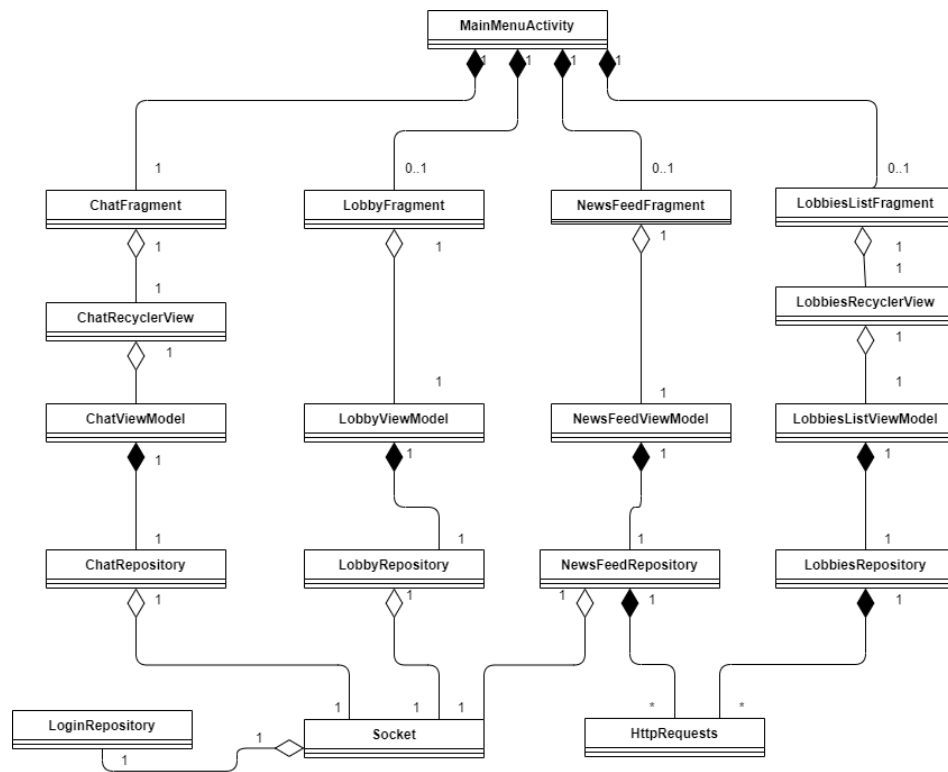 MainMenuActivity
1 1 1 1
1 0..1 0..1 0..1
ChatFragment LobbyFragment NewsFeedFragment LobbiesListFragment
1 1 1 1
1 1
ChatRecyclerView LobbiesRecyclerView
1 1
1 1 1 1
ChatViewModel LobbyViewModel NewsFeedViewModel LobbiesListViewModel
1 1 1 1
1 1 1 1
ChatRepository LobbyRepository NewsFeedRepository LobbiesRepository
1 1 1 1 1
1 1 1 * *
LoginRepository Socket HttpRequests
1 1